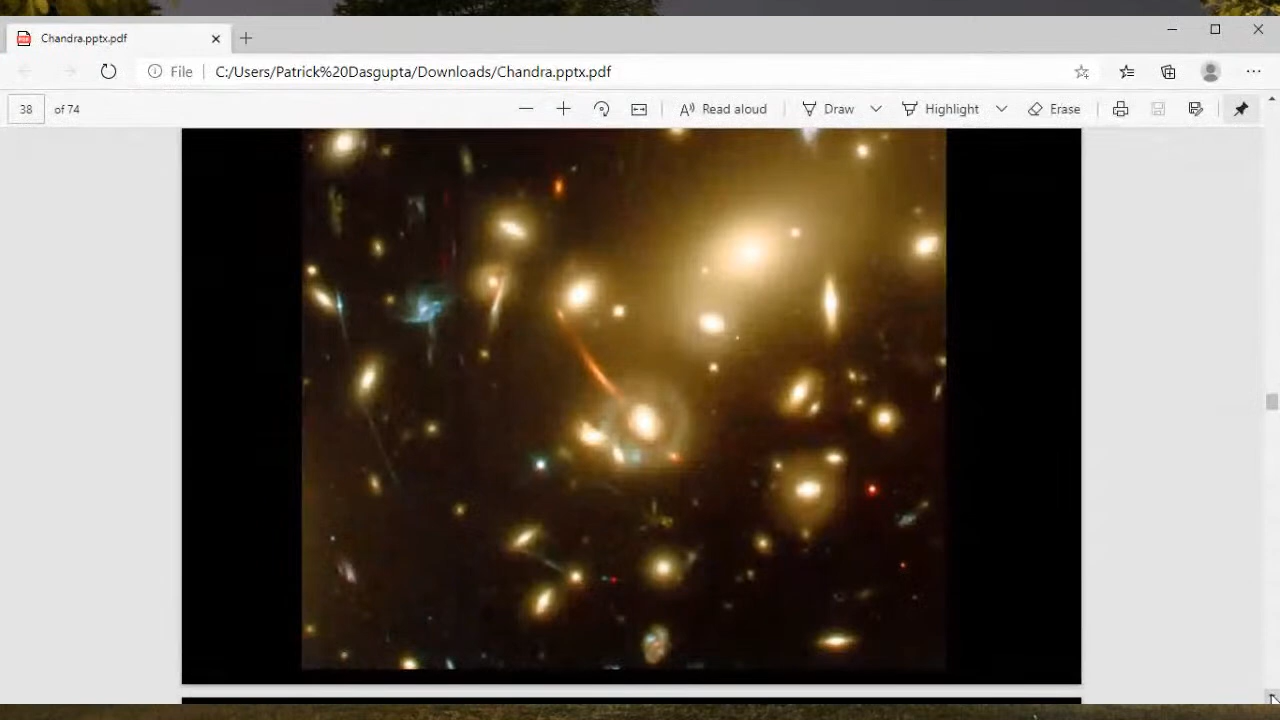 Chandra.pptx.pdf
File
C:/Users/Patrick%20Dasgupta/Downloads/Chandra.pptx.pdf
38 of 74
Read aloud
Draw
Highlight
Erase